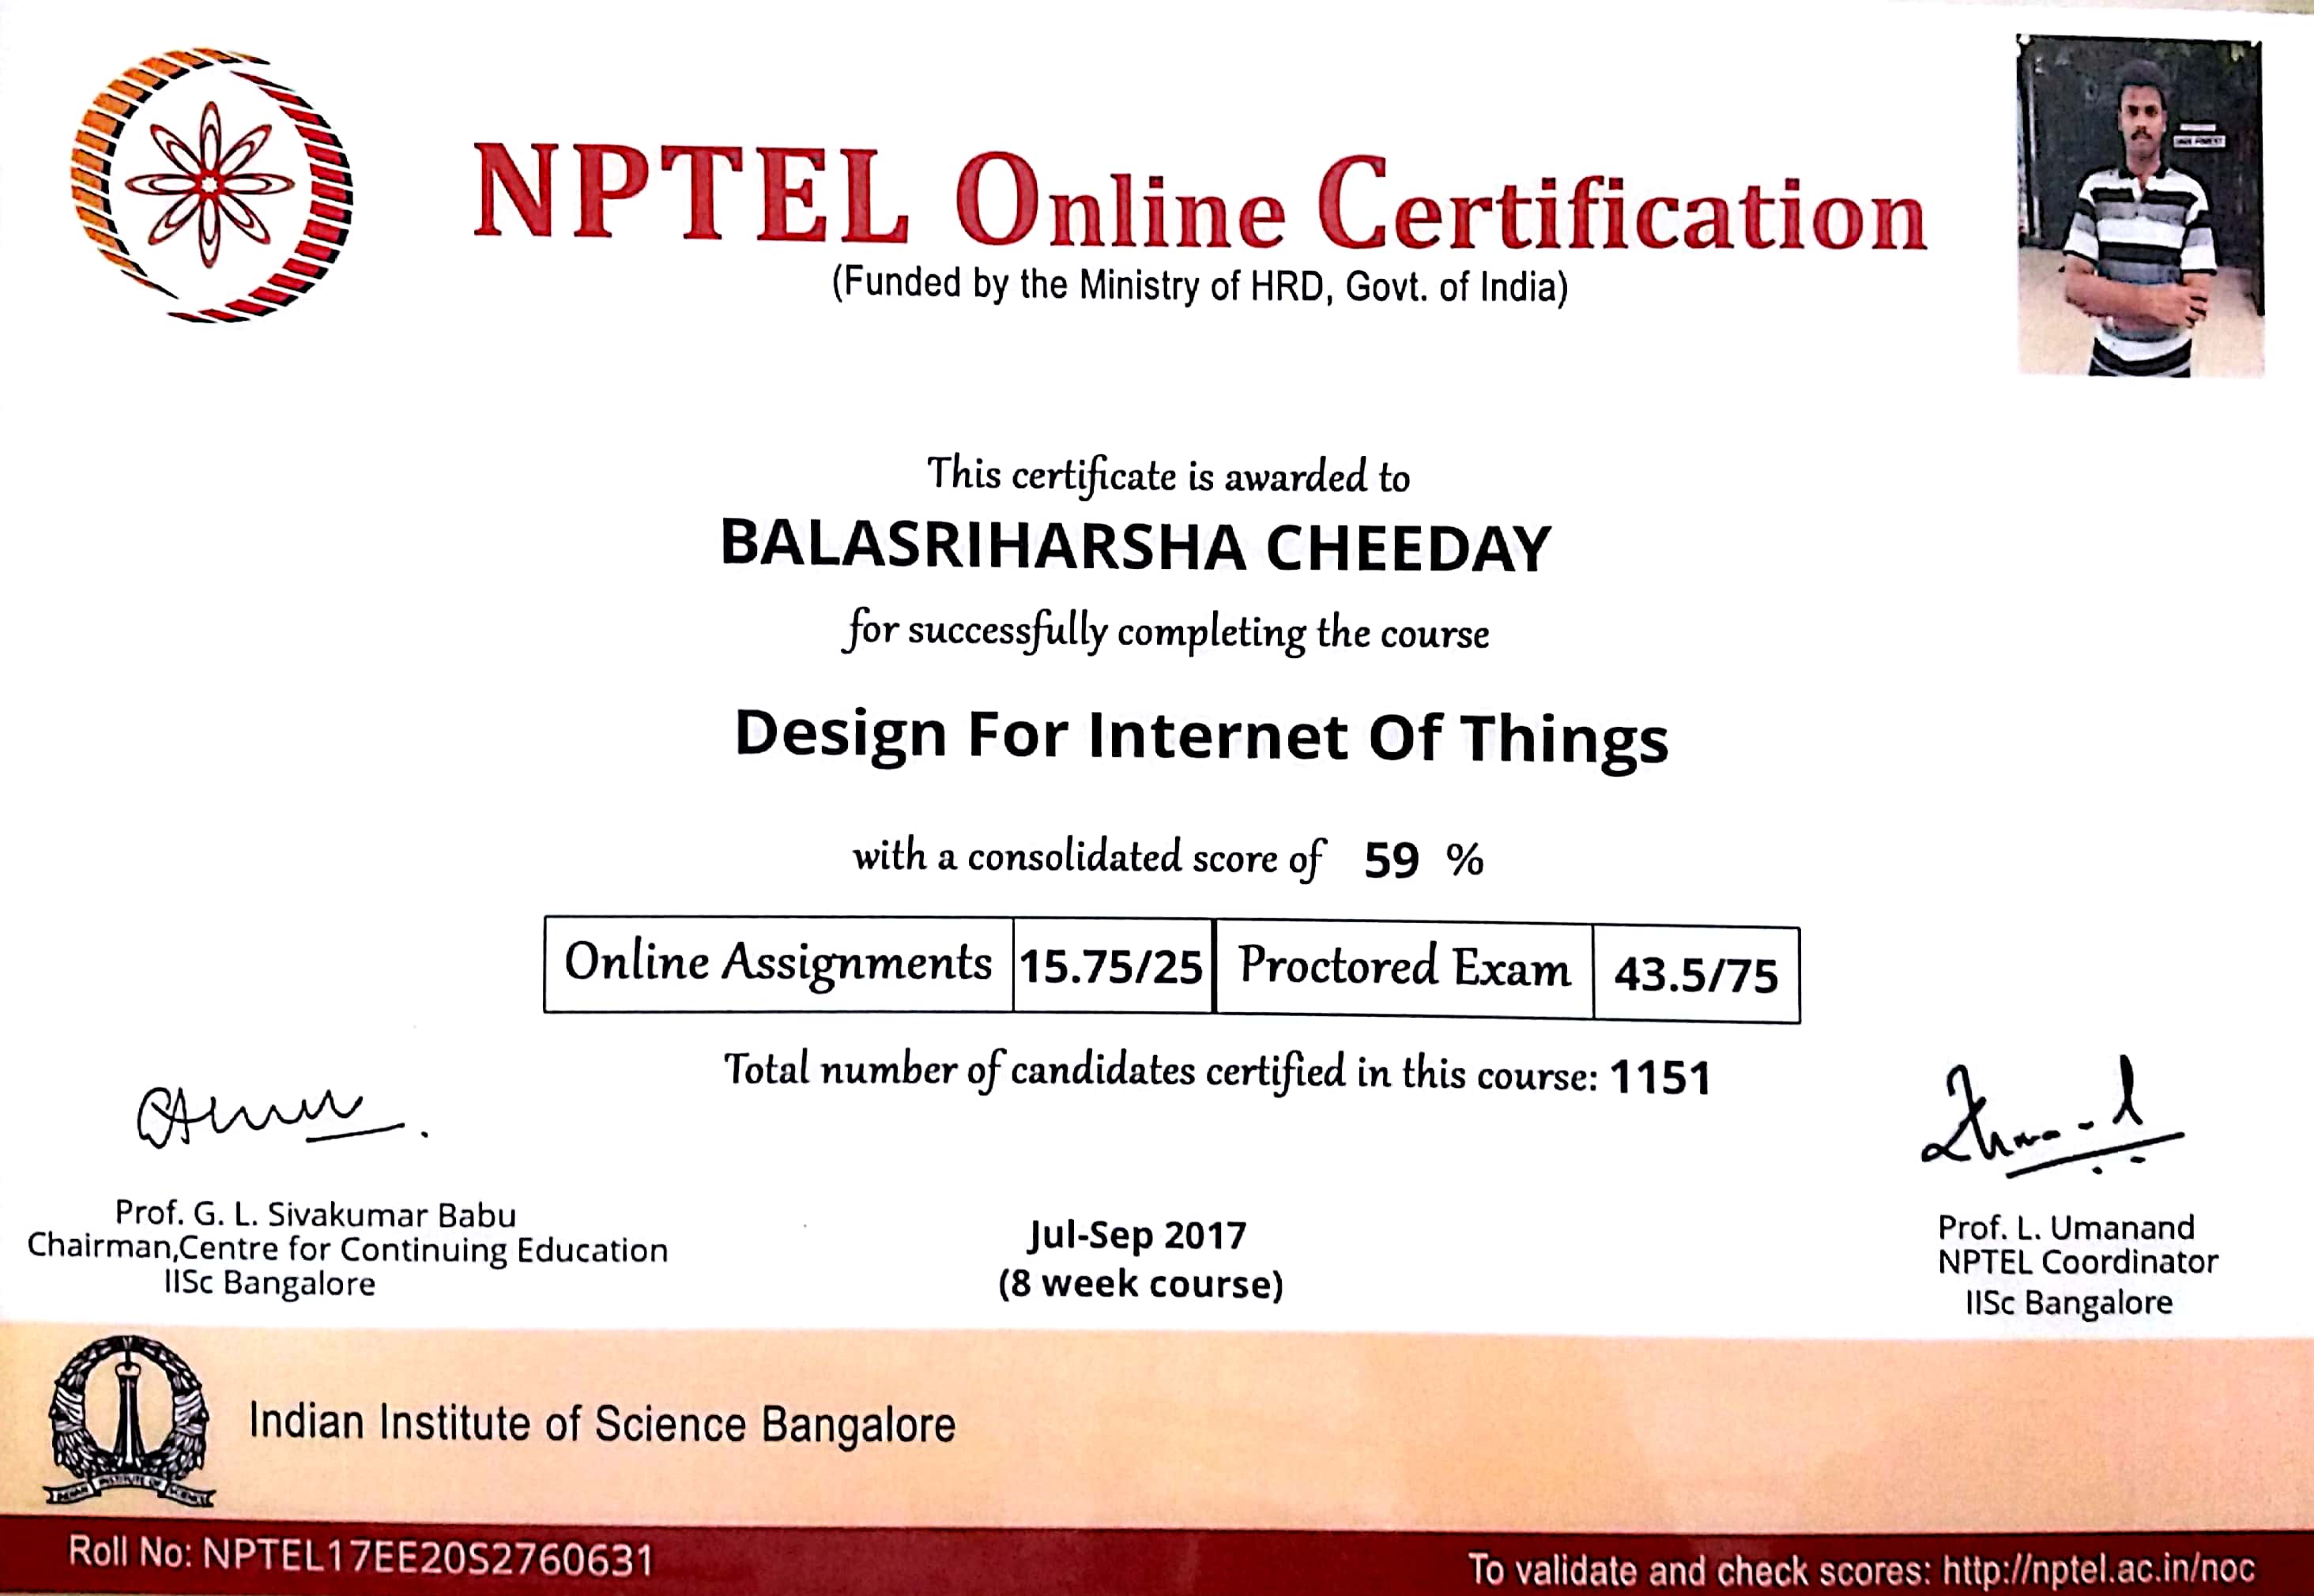 NPTEL Online Certification
(Funded by the Ministry of HRD, Govt. of India)
This certificate is awarded to
BALASRIHARSHA CHEEDAY
for successfully completing the course
Design For Internet Of Things
with a consolidated score of 59 %
Online Assignments 15.75/25 Proctored Exam 43.5/75
Total number of candidates certified in this course: 1151
Prof. G. L. Sivakumar Babu
Chairman,Centre for Continuing Education
IISc Bangalore
Jul-Sep 2017
(8 week course)
Prof. L. Umanand
NPTEL Coordinator
IISc Bangalore
Indian Institute of Science Bangalore
Roll No: NPTEL17EE20S2760631
To validate and check scores: http://nptel.ac.in/noc